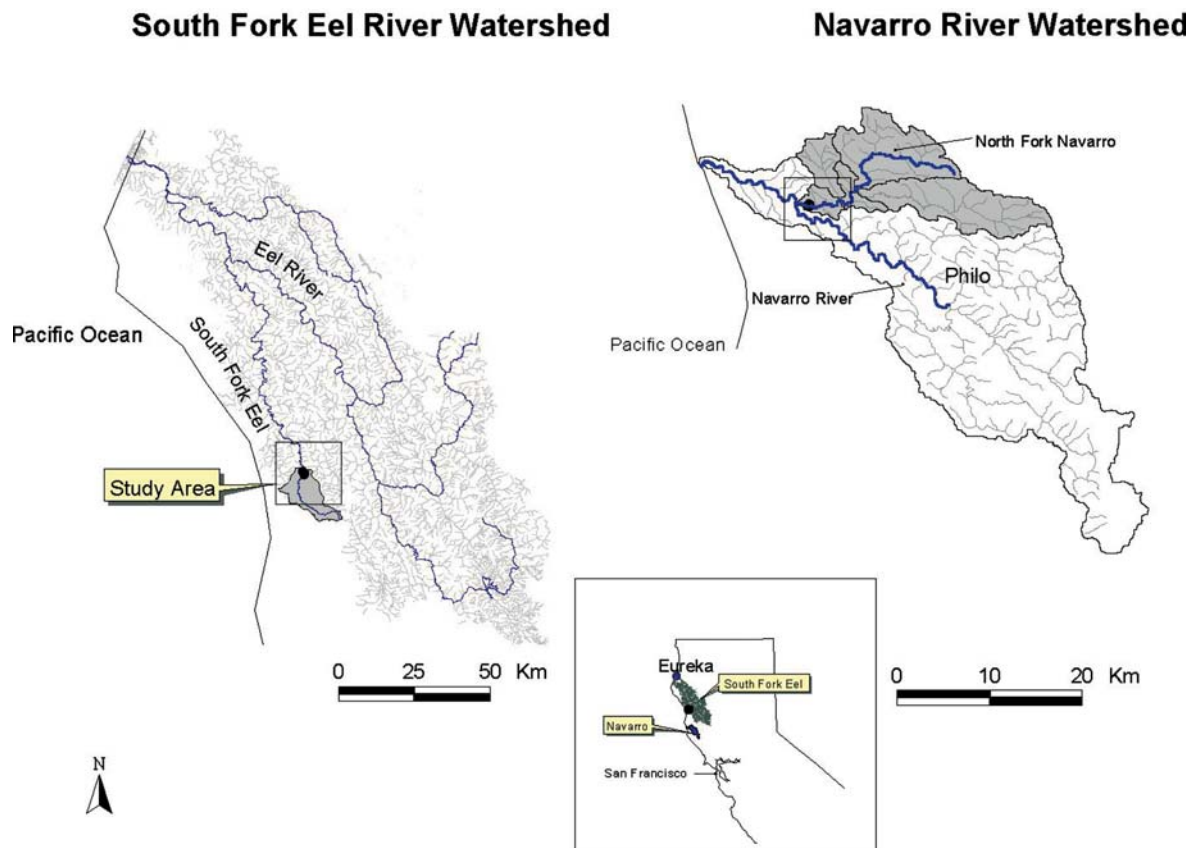 South Fork Eel River Watershed
Navarro River Watershed
North Fork Navarro
Eel River
Philo
Navarro River
Pacific Ocean
South Fork Eel
Pacific Ocean
Study Area
0 25 50 Km
0 10 20 Km
Eureka
South Fork Eel
Navarro
San Francisco
N